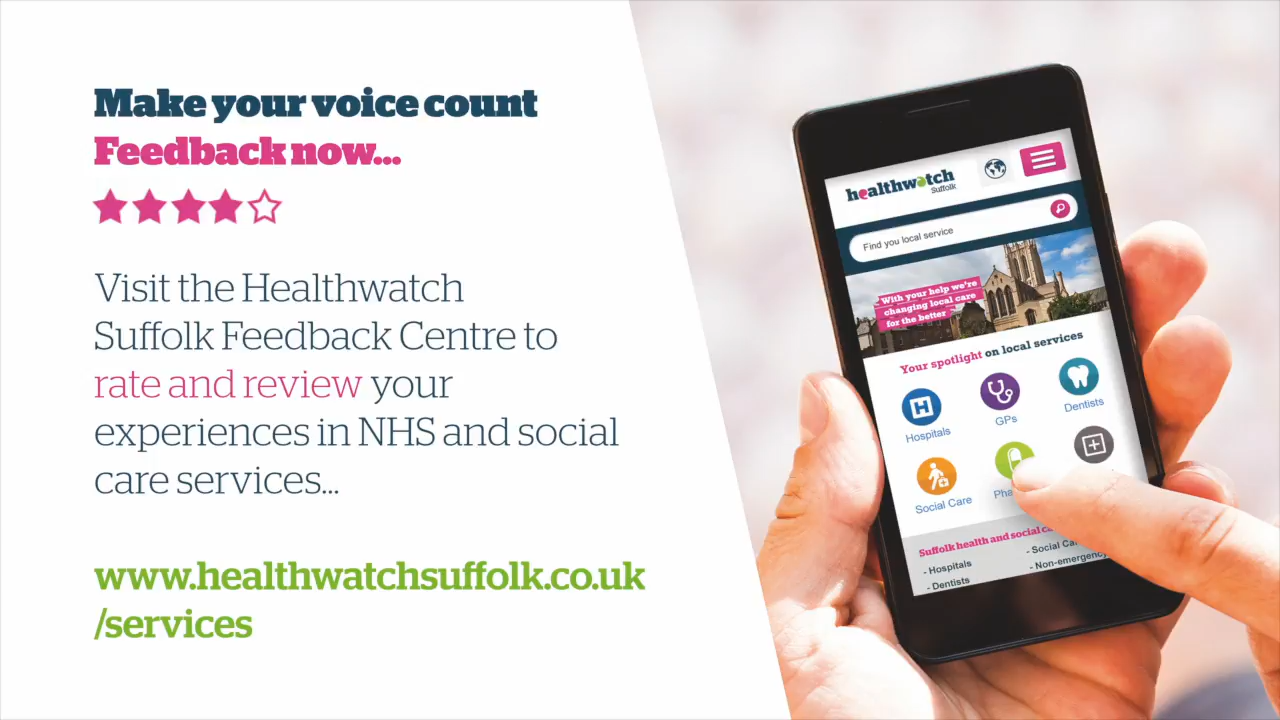 Make your voice count
Feedback now...
Visit the Healthwatch
Suffolk Feedback Centre to
rate and review your
experiences in NHS and social
care services...
www.healthwatchsuffolk.co.uk
/services
healthwatch
Suffolk
Find you local service
With your help we're
changing local care
for the better
Your spotlight on local services
Hospitals
GPs
Dentists
Social Care
Suffolk health and social
- Hospitals
- Social
- Dentists
- Non-emergency